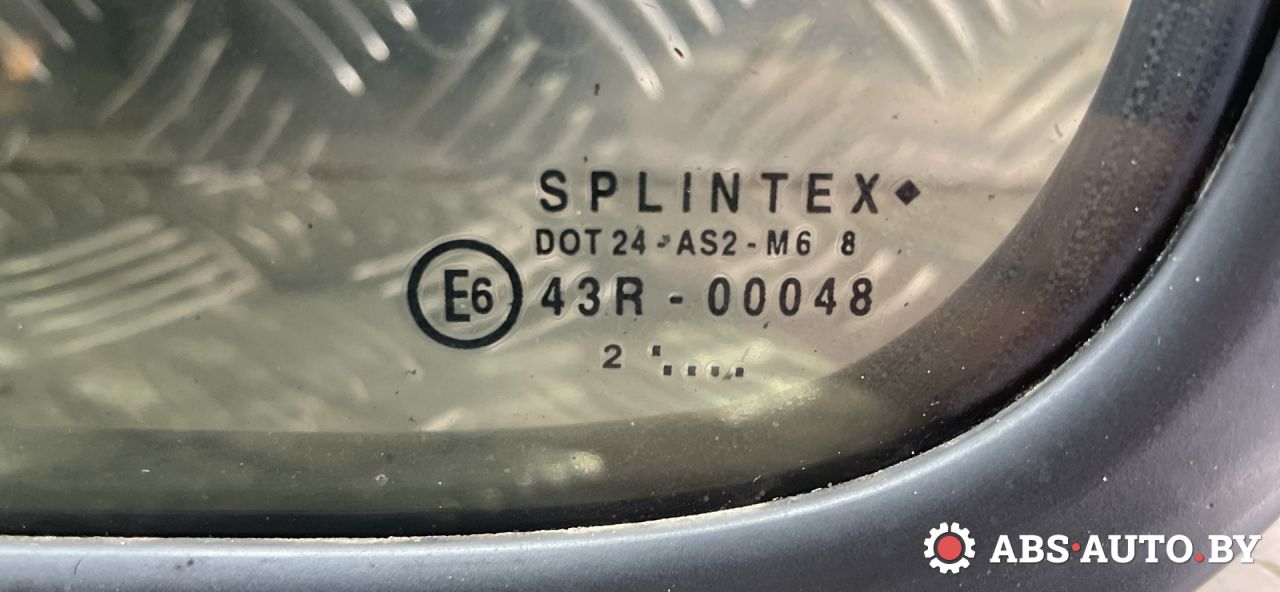 SPLINTEX
DOT 24-AS2-M6 8
E6 43R - 00048
2
ABS·AUTO.BY